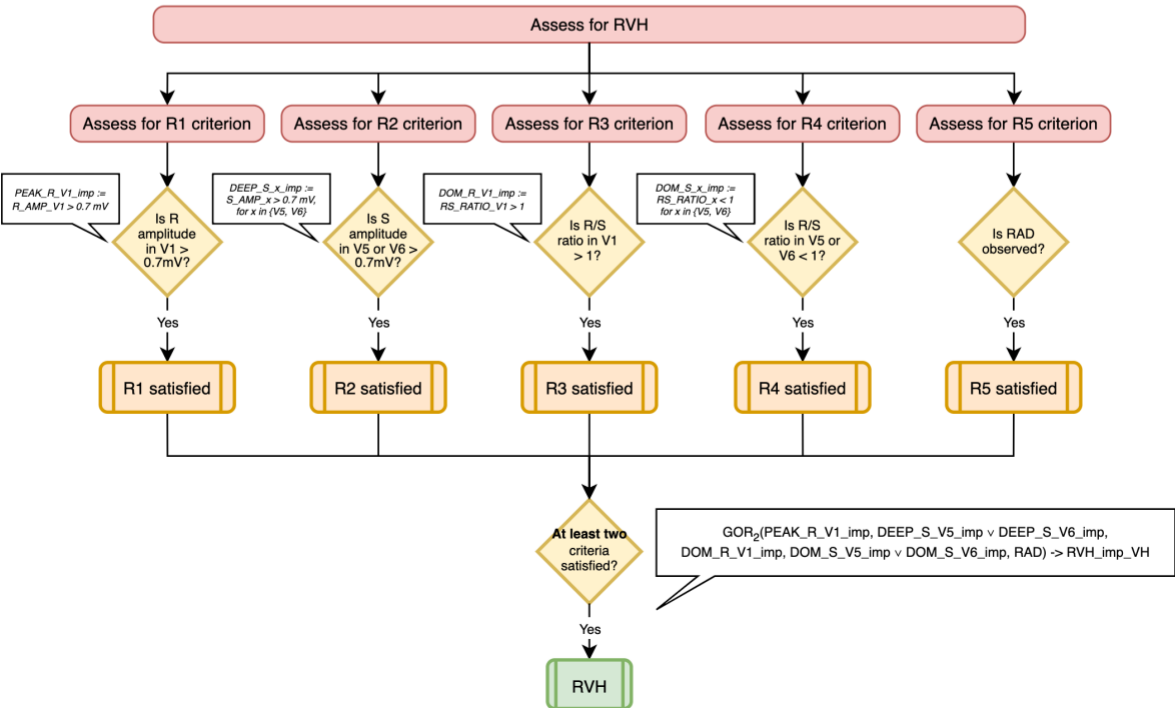 Assess for RVH
Assess for R1 criterion
Assess for R2 criterion
Assess for R3 criterion
Assess for R4 criterion
Assess for R5 criterion
PEAK_R_V1_imp :=
R_AMP_V1 > 0.7 mV
DEEP_S_x_imp :=
S_AMP_x > 0.7 mV,
for x in {V5, V6}
DOM_R_V1_imp :=
RS_RATIO_V1 > 1
DOM_S_x_imp :=
RS_RATIO_x < 1
for x in {V5, V6}
Is R
amplitude
in V1 >
0.7mV?
Is S
amplitude
in V5 or V6 >
0.7mV?
Is R/S
ratio in V1
> 1?
Is R/S
ratio in V5 or
V6 < 1?
Is RAD
observed?
Yes
Yes
Yes
Yes
Yes
R1 satisfied
R2 satisfied
R3 satisfied
R4 satisfied
R5 satisfied
At least two
criteria
satisfied?
GOR₂(PEAK_R_V1_imp, DEEP_S_V5_imp ∨ DEEP_S_V6_imp,
DOM_R_V1_imp, DOM_S_V5_imp ∨ DOM_S_V6_imp, RAD) -> RVH_imp_VH
Yes
RVH